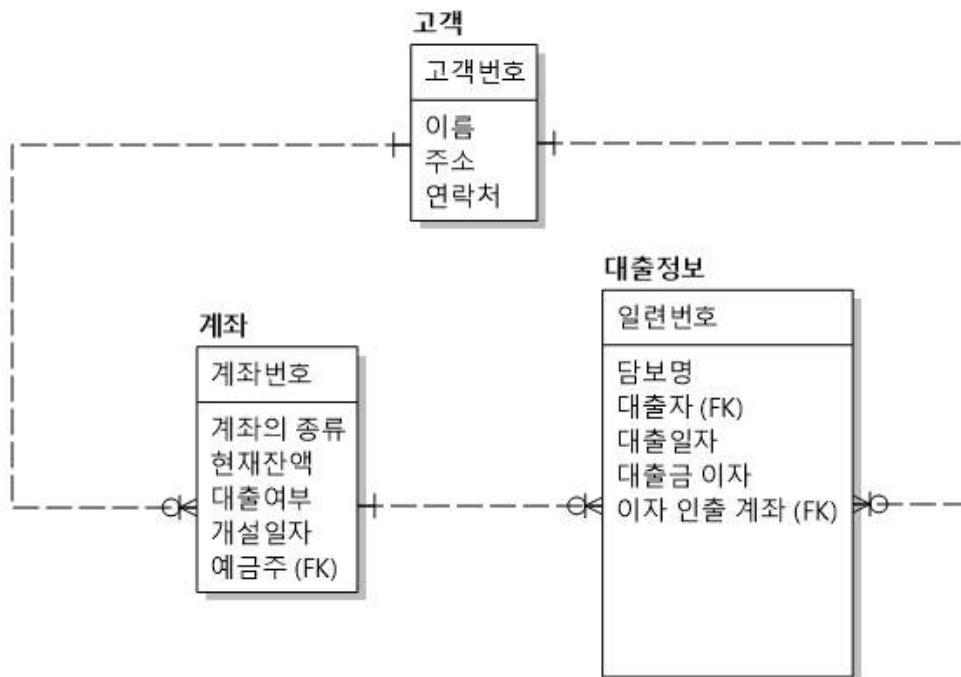 고객
고객번호
이름
주소
연락처
대출정보
일련번호
담보명
대출자 (FK)
대출일자
대출금 이자
이자 인출 계좌 (FK)
계좌
계좌번호
계좌의 종류
현재잔액
대출여부
개설일자
예금주 (FK)